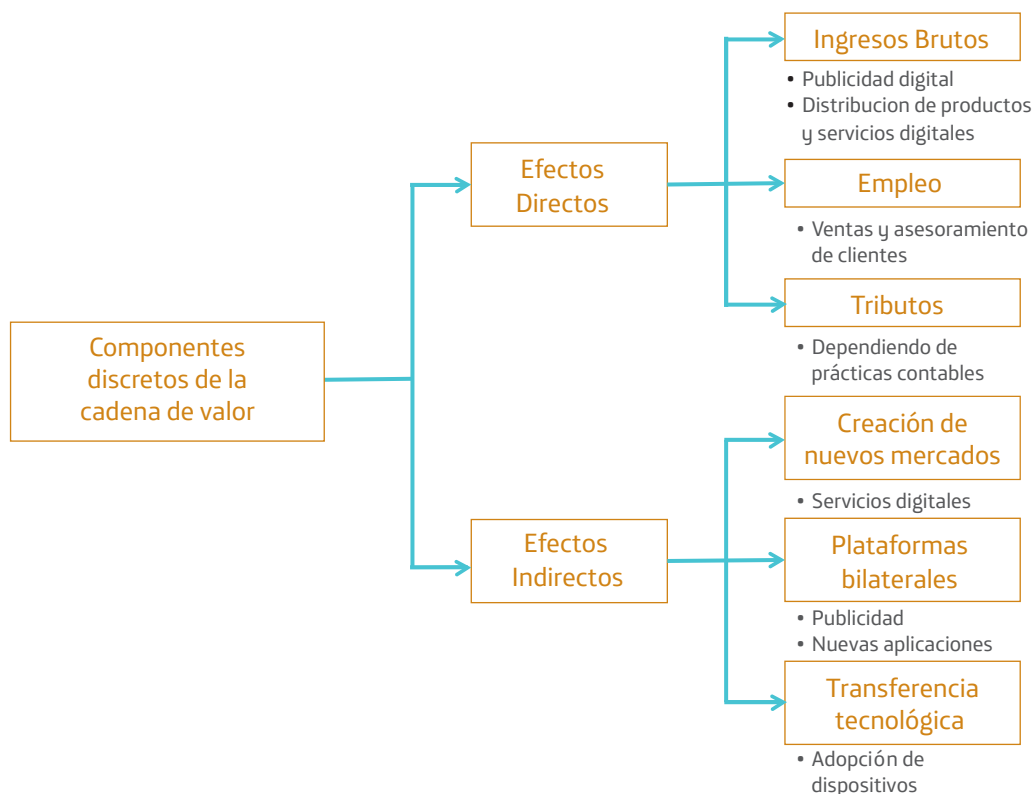 Componentes
discretos de la
cadena de valor
Efectos
Directos
Ingresos Brutos
• Publicidad digital
• Distribucion de productos
y servicios digitales
Empleo
• Ventas y asesoramiento
de clientes
Tributos
• Dependiendo de
prácticas contables
Efectos
Indirectos
Creación de
nuevos mercados
• Servicios digitales
Plataformas
bilaterales
• Publicidad
• Nuevas aplicaciones
Transferencia
tecnológica
• Adopción de
dispositivos